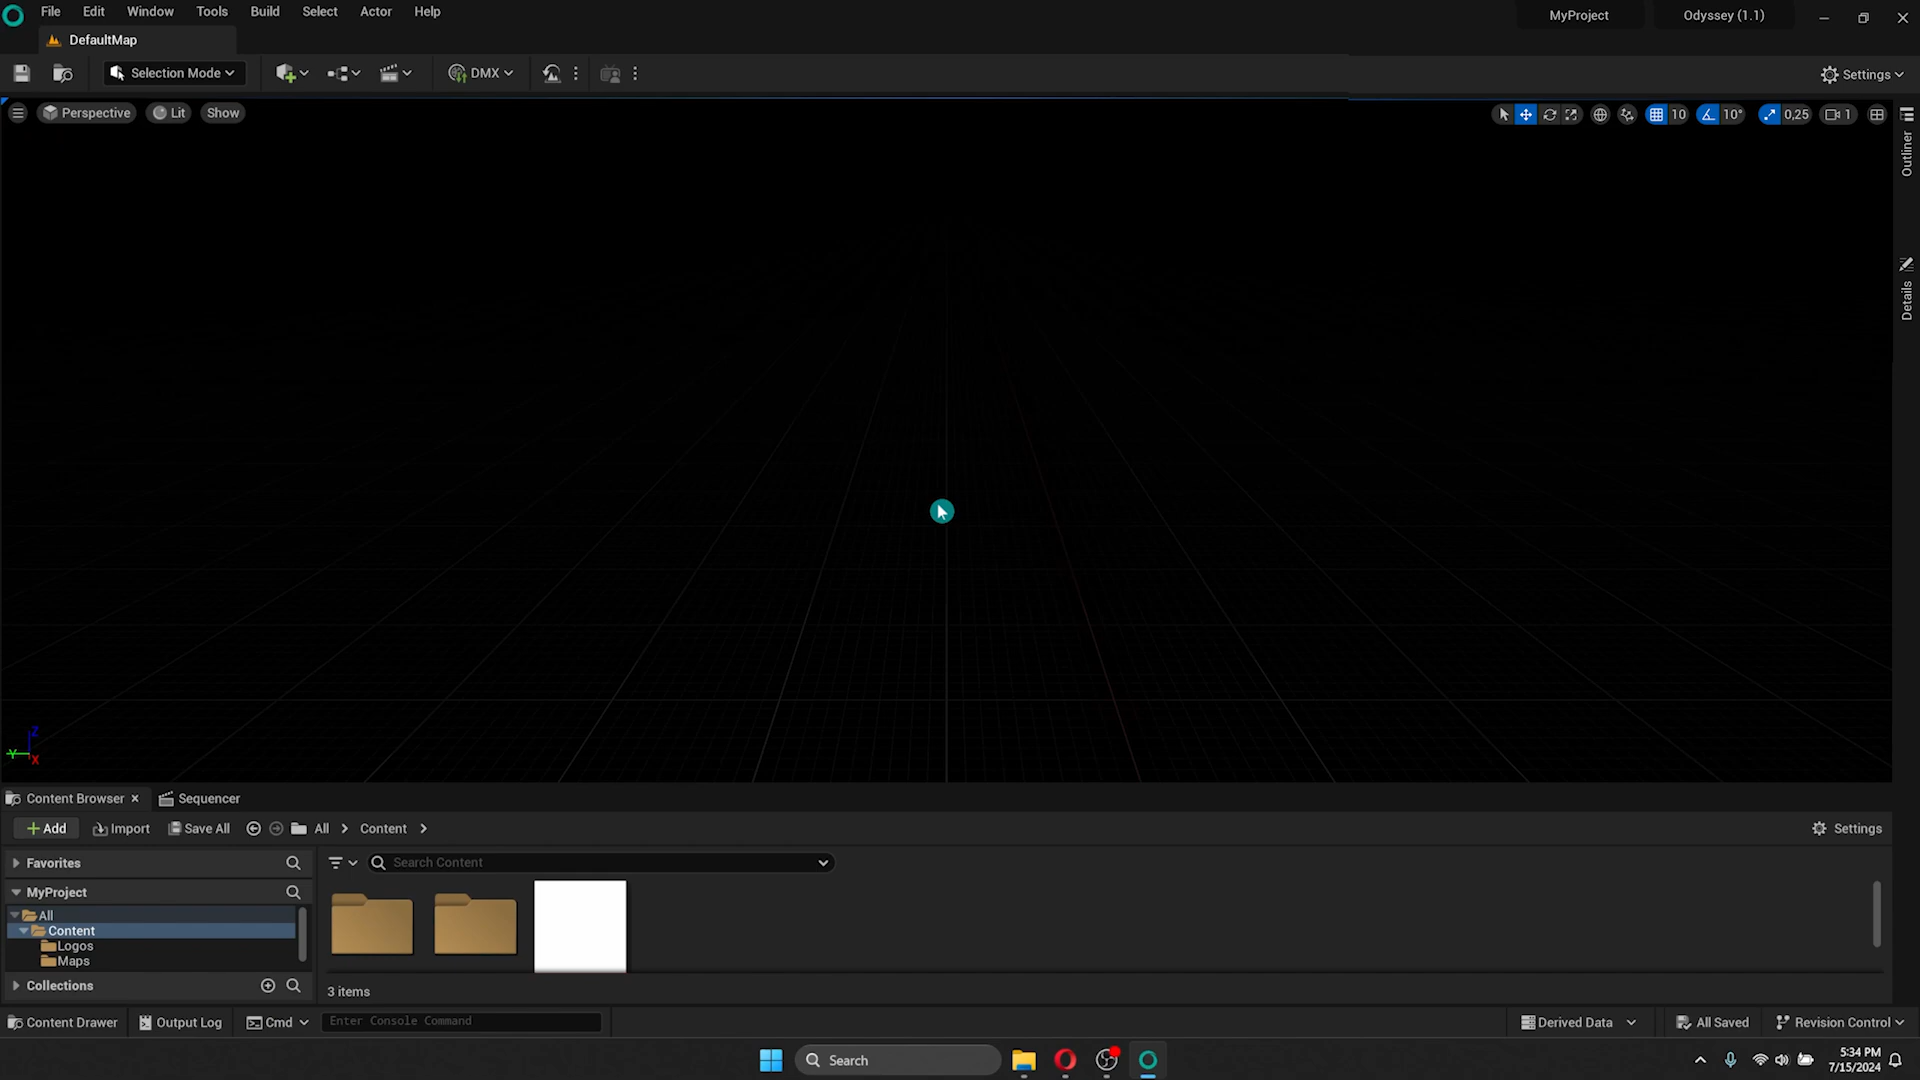 File Edit Window Tools Build Select Actor Help
MyProject Odyssey (1.1)
DefaultMap
Selection Mode DMX Settings
Perspective Lit Show 10 10° 0,25 1
Outliner
Details
Z
Y
X
Content Browser Sequencer
Add Import Save All All Content Settings
Favorites Search Content
MyProject
All
Content
Logos
Maps
Collections
3 items
Content Drawer Output Log Cmd Enter Console Command Derived Data All Saved Revision Control
Search
5:34 PM
7/15/2024